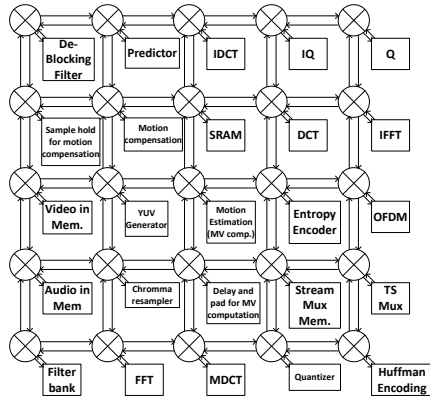 De-
Blocking
Filter
Predictor
IDCT
IQ
Q
Sample hold
for motion
compensation
Motion
compensation
SRAM
DCT
IFFT
Video in
Mem.
YUV
Generator
Motion
Estimation
(MV comp.)
Entropy
Encoder
OFDM
Audio in
Mem
Chromma
resampler
Delay and
pad for MV
computation
Stream
Mux
Mem.
TS
Mux
Filter
bank
FFT
MDCT
Quantizer
Huffman
Encoding